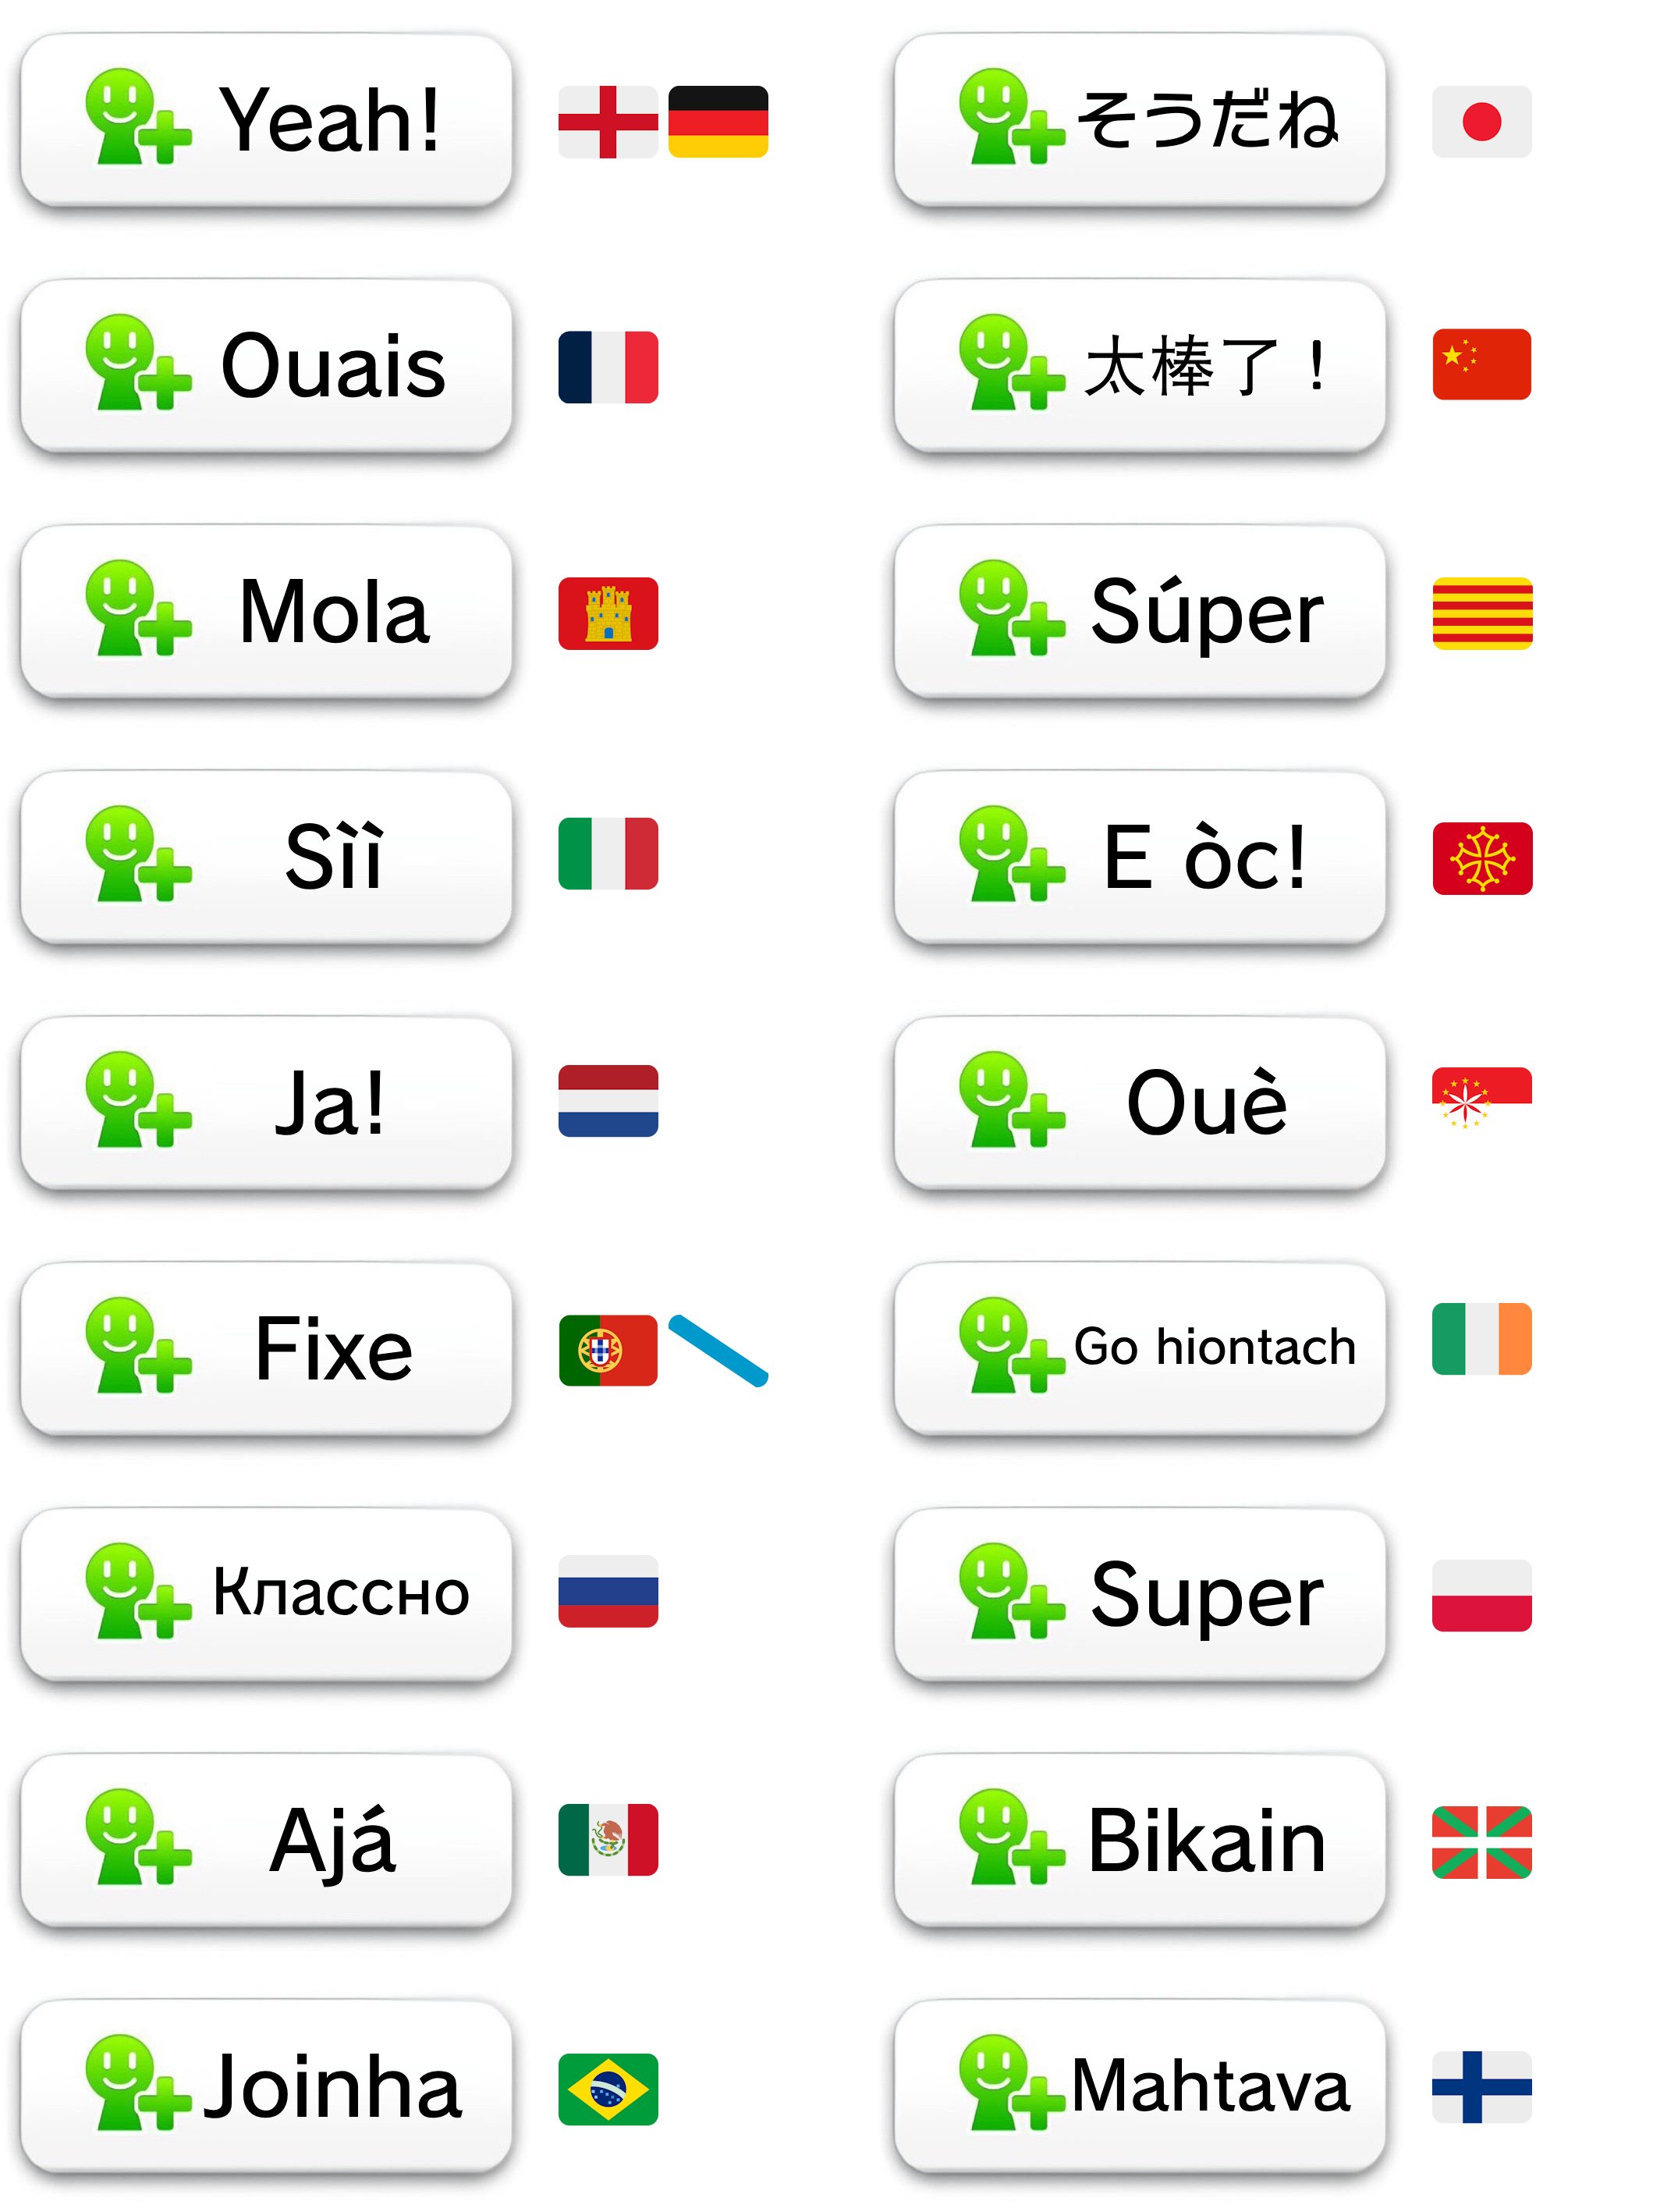 Yeah!
そうだね
Ouais
太棒了！
Mola
Súper
Sìì
E òc!
Ja!
Ouè
Fixe
Go hiontach
Классно
Super
Ajá
Bikain
Joinha
Mahtava